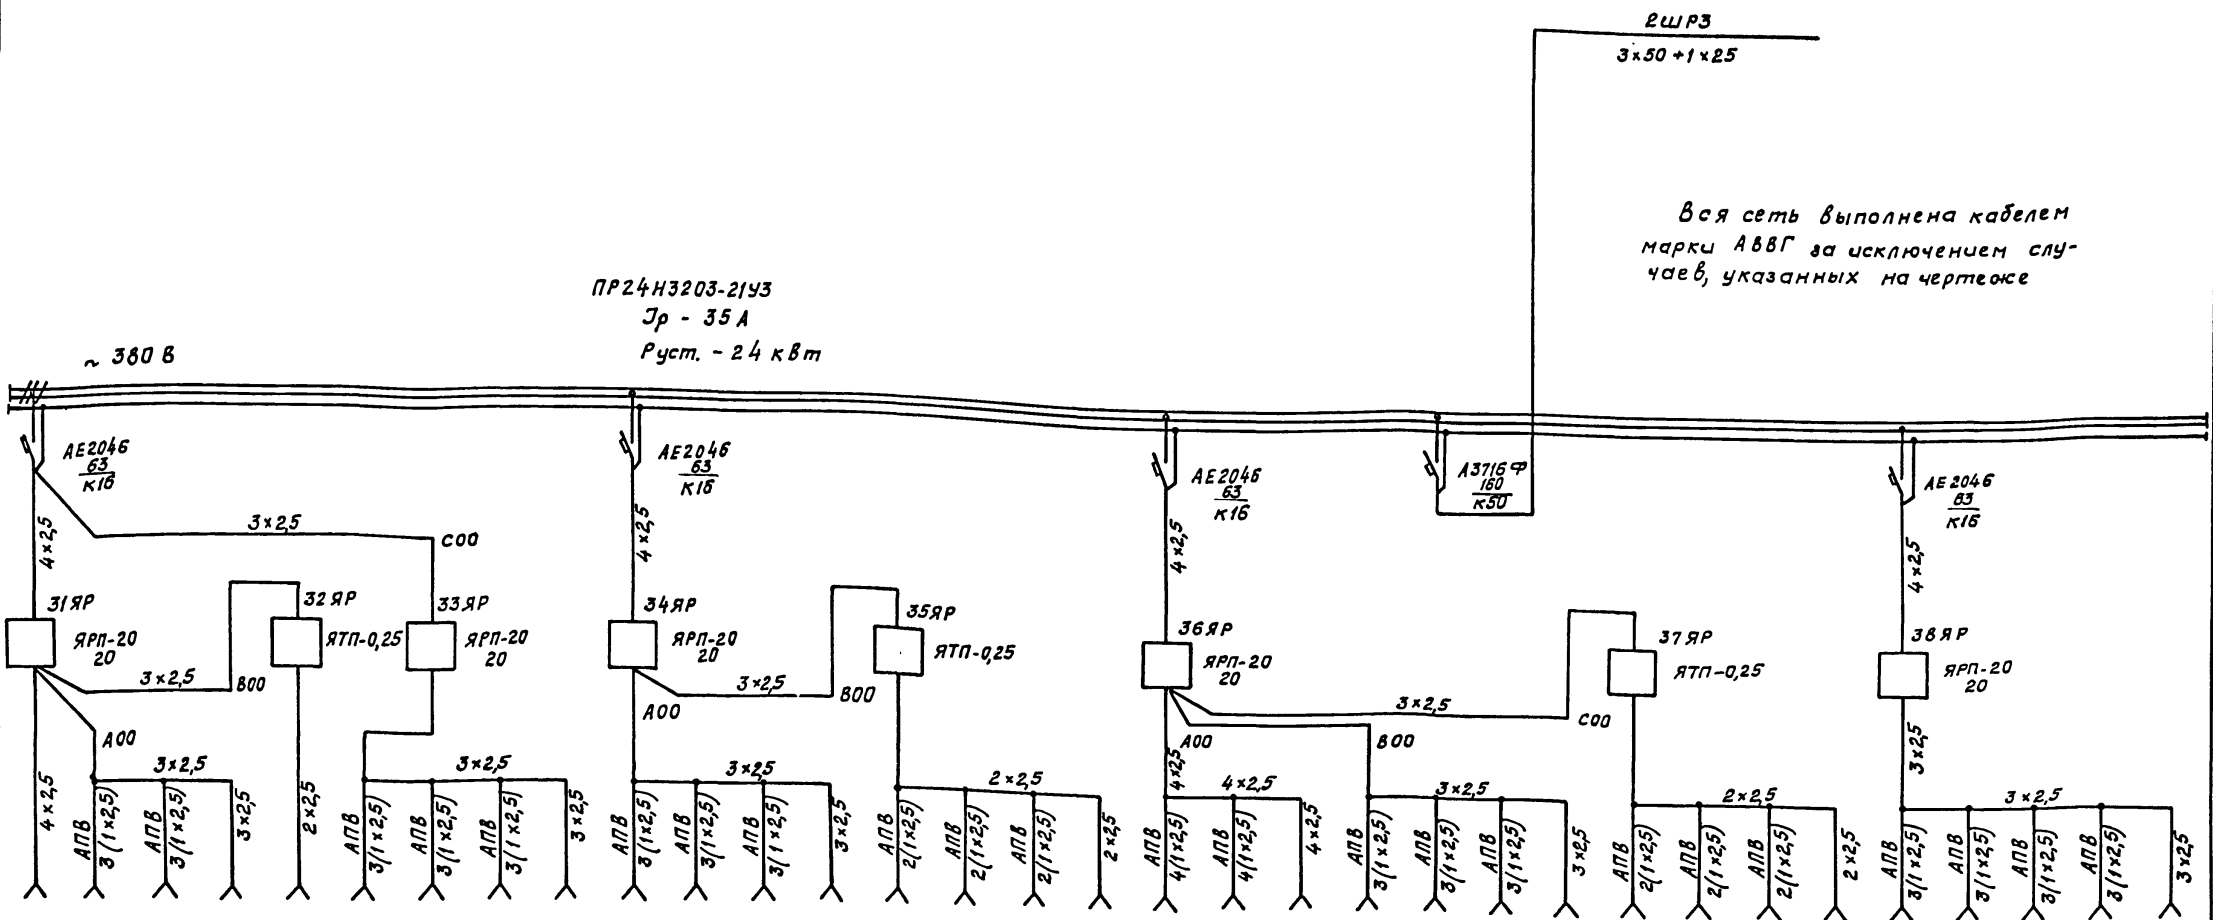 2ШР3
3×50+1×25
Вся сеть выполнена кабелем
марки АВВГ за исключением слу-
чаев, указанных на чертеже
ПР24Н3203-21У3
Jр - 35 А
Руст. - 24 квт
~ 380 В
АЕ2046
63
К16
АЕ2046
63
К16
АЕ2046
63
К16
А3716Ф
160
К50
АЕ2046
63
К16
4×2,5
3×2,5
С00
4×2,5
4×2,5
4×2,5
31ЯР
ЯРП-20
20
32ЯР
ЯТП-0,25
33ЯР
ЯРП-20
20
34ЯР
ЯРП-20
20
35ЯР
ЯТП-0,25
36ЯР
ЯРП-20
20
37ЯР
ЯТП-0,25
38ЯР
ЯРП-20
20
3×2,5
В00
А00
3×2,5
В00
А00
3×2,5
С00
А00
В00
4×2,5
3×2,5
3×2,5
3×2,5
3×2,5
2×2,5
4×2,5
3×2,5
2×2,5
3×2,5
4×2,5
АПВ
3(1×2,5)
АПВ
3(1×2,5)
3×2,5
2×2,5
АПВ
3(1×2,5)
АПВ
3(1×2,5)
АПВ
3(1×2,5)
3×2,5
АПВ
3(1×2,5)
АПВ
3(1×2,5)
АПВ
3(1×2,5)
3×2,5
АПВ
2(1×2,5)
АПВ
2(1×2,5)
АПВ
2(1×2,5)
2×2,5
АПВ
4(1×2,5)
АПВ
4(1×2,5)
4×2,5
АПВ
3(1×2,5)
АПВ
3(1×2,5)
АПВ
3(1×2,5)
3×2,5
АПВ
2(1×2,5)
АПВ
2(1×2,5)
АПВ
2(1×2,5)
2×2,5
АПВ
3(1×2,5)
АПВ
3(1×2,5)
АПВ
3(1×2,5)
АПВ
3(1×2,5)
3×2,5